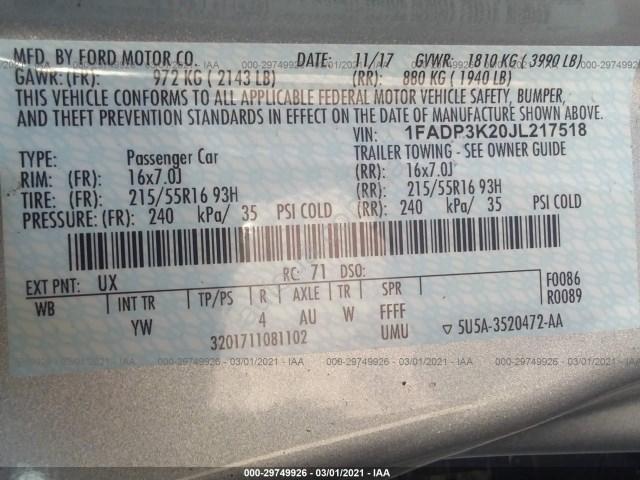 MFD. BY FORD MOTOR CO. DATE: 11/17 GVWR: 1810 KG ( 3990 LB)
GAWR: (FR): 972 KG ( 2143 LB) (RR): 880 KG ( 1940 LB)
THIS VEHICLE CONFORMS TO ALL APPLICABLE FEDERAL MOTOR VEHICLE SAFETY, BUMPER,
AND THEFT PREVENTION STANDARDS IN EFFECT ON THE DATE OF MANUFACTURE SHOWN ABOVE.
VIN: 1FADP3K20JL217518
TYPE: Passenger Car TRAILER TOWING - SEE OWNER GUIDE
RIM: (FR): 16x7.0J (RR): 16x7.0J
TIRE: (FR): 215/55R16 93H (RR): 215/55R16 93H
PRESSURE: (FR): 240 kPa/ 35 PSI COLD (RR): 240 kPa/ 35 PSI COLD
EXT PNT: UX RC: 71 DSO:
WB INT TR TP/PS R AXLE TR SPR F0086
R0089
YW 4 AU W FFFF
3201711081102 UMU ▽ 5U5A-3520472-AA
000-29749926 - 03/01/2021 - IAA